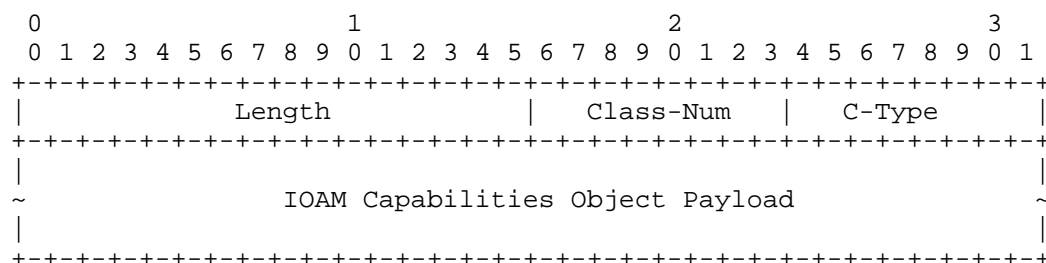 0                   1                   2                   3
 0 1 2 3 4 5 6 7 8 9 0 1 2 3 4 5 6 7 8 9 0 1 2 3 4 5 6 7 8 9 0 1
+-+-+-+-+-+-+-+-+-+-+-+-+-+-+-+-+-+-+-+-+-+-+-+-+-+-+-+-+-+-+-+-+
|             Length            |   Class-Num   |   C-Type      |
+-+-+-+-+-+-+-+-+-+-+-+-+-+-+-+-+-+-+-+-+-+-+-+-+-+-+-+-+-+-+-+-+
|                                                               |
~                IOAM Capabilities Object Payload               ~
|                                                               |
+-+-+-+-+-+-+-+-+-+-+-+-+-+-+-+-+-+-+-+-+-+-+-+-+-+-+-+-+-+-+-+-+